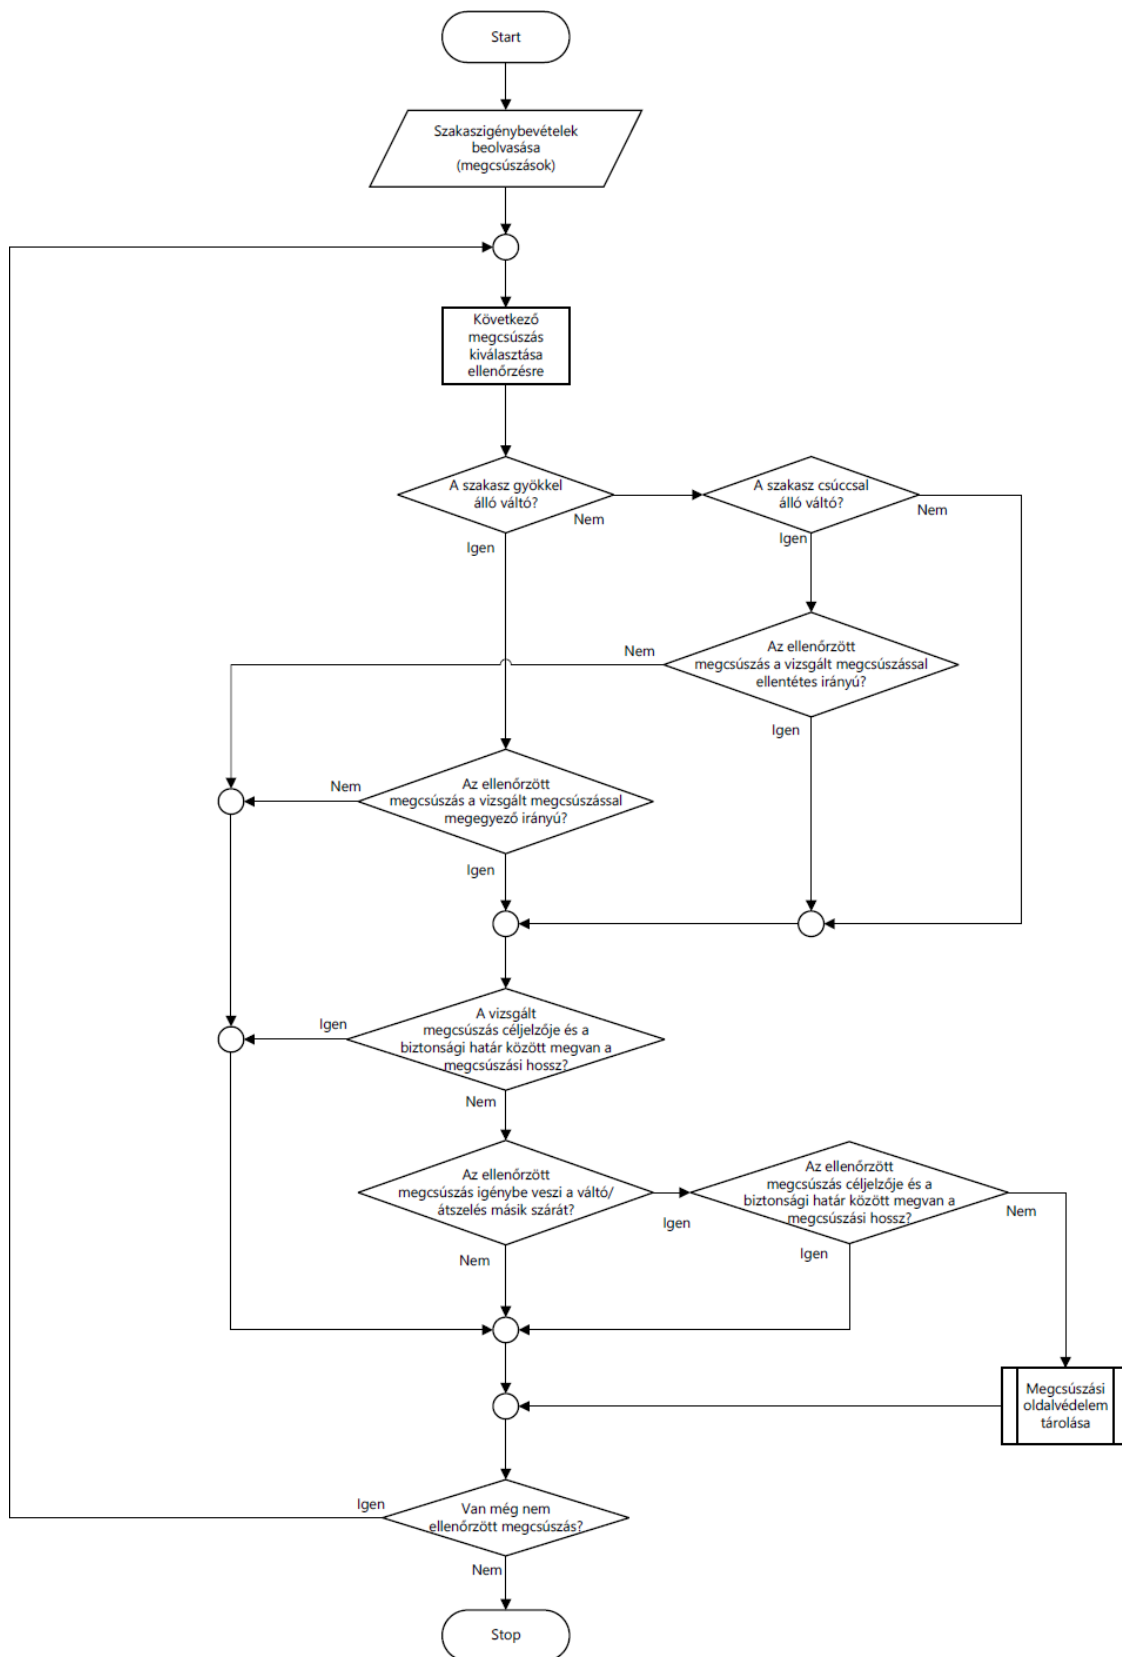 Start
Szakaszigénybevételek
beolvasása
(megcsúszások)
Következő
megcsúszás
kiválasztása
ellenőrzésre
A szakasz gyökkel
álló váltó?
Nem
Igen
A szakasz csúccsal
álló váltó?
Nem
Igen
Az ellenőrzött
megcsúszás a vizsgált megcsúszással
ellentétes irányú?
Nem
Igen
Az ellenőrzött
megcsúszás a vizsgált megcsúszással
megegyező irányú?
Nem
Igen
A vizsgált
megcsúszás céljelzője és a
biztonsági határ között megvan a
megcsúszási hossz?
Igen
Nem
Az ellenőrzött
megcsúszás igénybe veszi a váltó/
átszelés másik szárát?
Igen
Nem
Az ellenőrzött
megcsúszás céljelzője és a
biztonsági határ között megvan a
megcsúszási hossz?
Nem
Igen
Megcsúszási
oldalvédelem
tárolása
Van még nem
ellenőrzött megcsúszás?
Igen
Nem
Stop